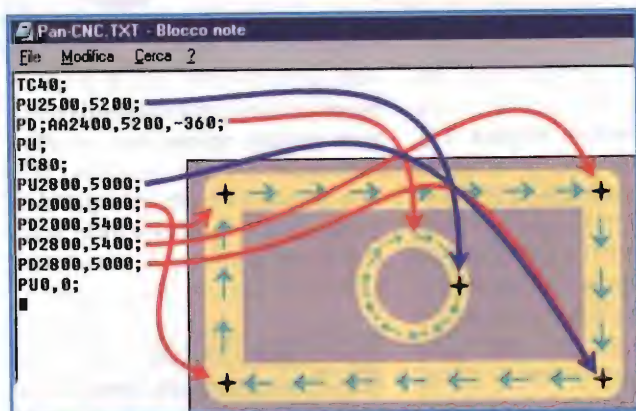 Pan-CNC.TXT - Blocco note
File Modifica Cerca ?
TC40;
PU2500,5200;
PD;AA2400,5200,-360;
PU;
TC80;
PU2800,5000;
PD2000,5000;
PD2000,5400;
PD2800,5400;
PD2800,5000;
PU0,0;